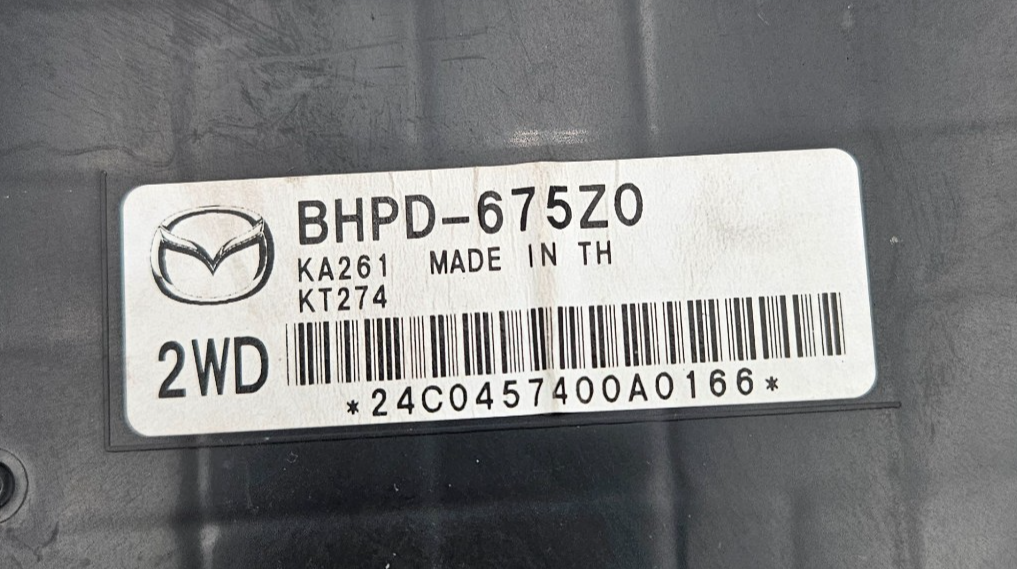 BHPD-675Z0
KA261 MADE IN TH
KT274
2WD
*24C0457400A0166*